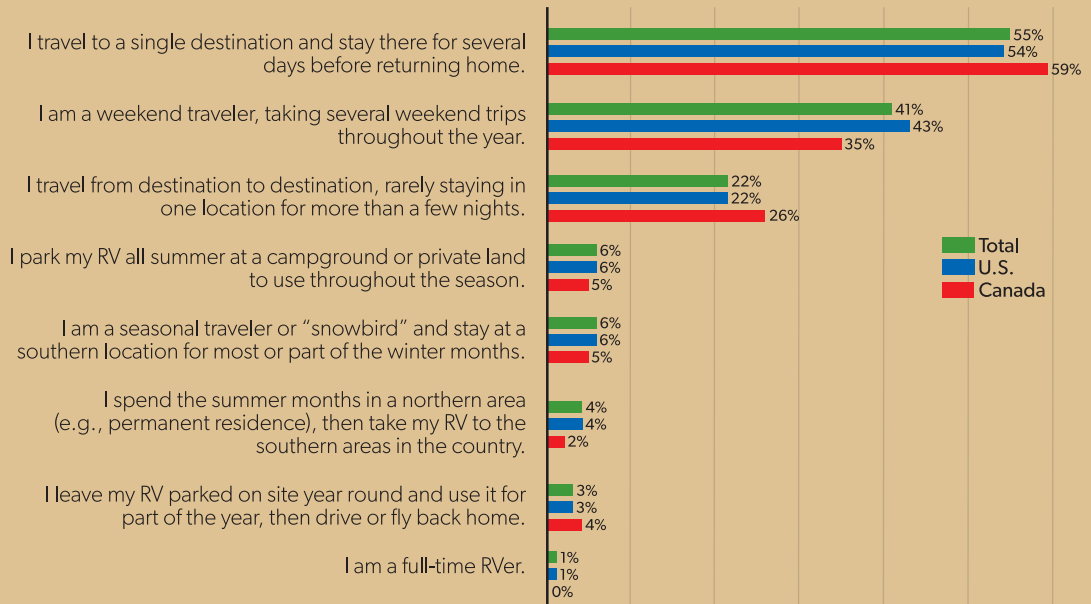 I travel to a single destination and stay there for several
days before returning home.
55%
54%
59%
I am a weekend traveler, taking several weekend trips
throughout the year.
41%
43%
35%
I travel from destination to destination, rarely staying in
one location for more than a few nights.
22%
22%
26%
I park my RV all summer at a campground or private land
to use throughout the season.
6%
6%
5%
Total
U.S.
Canada
I am a seasonal traveler or “snowbird” and stay at a
southern location for most or part of the winter months.
6%
6%
5%
I spend the summer months in a northern area
(e.g., permanent residence), then take my RV to the
southern areas in the country.
4%
4%
2%
I leave my RV parked on site year round and use it for
part of the year, then drive or fly back home.
3%
3%
4%
I am a full-time RVer.
1%
1%
0%